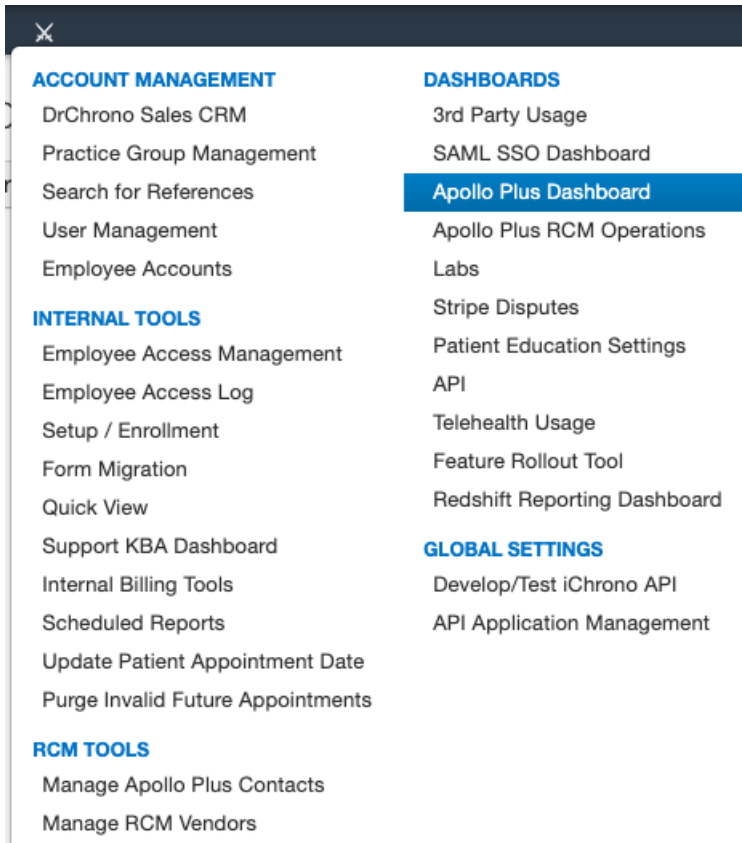 ACCOUNT MANAGEMENT
DrChrono Sales CRM
Practice Group Management
Search for References
User Management
Employee Accounts
INTERNAL TOOLS
Employee Access Management
Employee Access Log
Setup / Enrollment
Form Migration
Quick View
Support KBA Dashboard
Internal Billing Tools
Scheduled Reports
Update Patient Appointment Date
Purge Invalid Future Appointments
RCM TOOLS
Manage Apollo Plus Contacts
Manage RCM Vendors
DASHBOARDS
3rd Party Usage
SAML SSO Dashboard
Apollo Plus Dashboard
Apollo Plus RCM Operations
Labs
Stripe Disputes
Patient Education Settings
API
Telehealth Usage
Feature Rollout Tool
Redshift Reporting Dashboard
GLOBAL SETTINGS
Develop/Test iChrono API
API Application Management